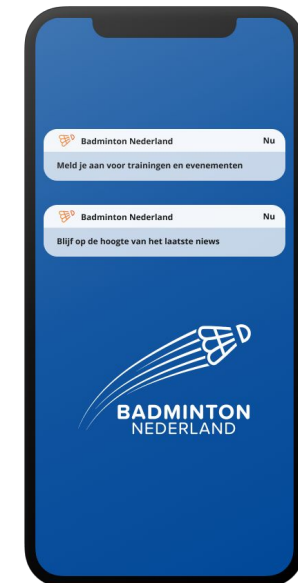 Badminton Nederland Nu
Meld je aan voor trainingen en evenementen
Badminton Nederland Nu
Blijf op de hoogte van het laatste niews
BADMINTON
NEDERLAND